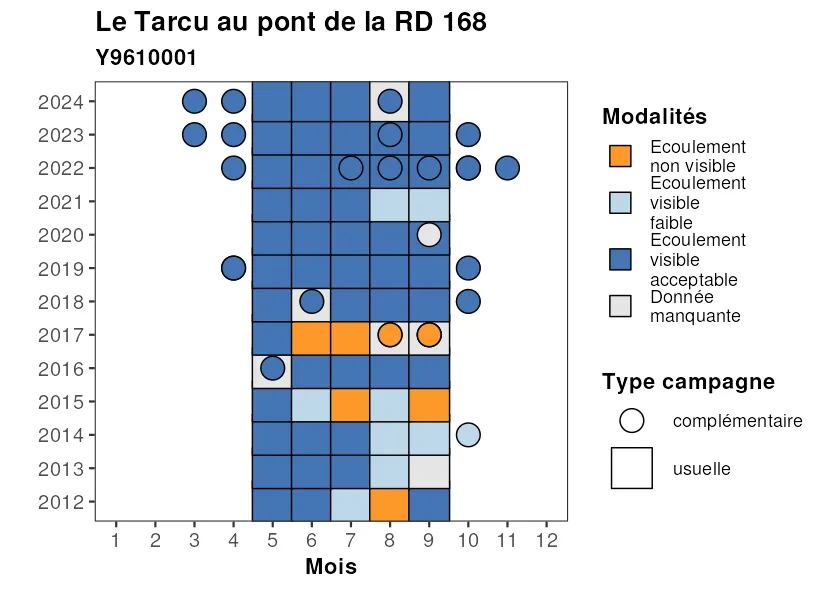 Le Tarcu au pont de la RD 168
Y9610001
2024
2023
2022
2021
2020
2019
2018
2017
2016
2015
2014
2013
2012
1 2 3 4 5 6 7 8 9 10 11 12
Mois
Modalités
Ecoulement
non visible
Ecoulement
visible
faible
Ecoulement
visible
acceptable
Donnée
manquante
Type campagne
complémentaire
usuelle